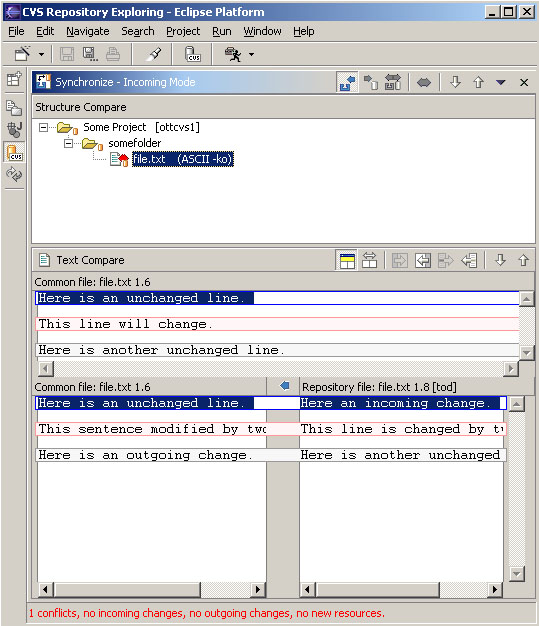 CVS Repository Exploring - Eclipse Platform
File Edit Navigate Search Project Run Window Help
CVS
Synchronize - Incoming Mode
Structure Compare
Some Project [ottcvs1]
somefolder
file.txt (ASCII -ko)
CVS
Text Compare
Common file: file.txt 1.6
Here is an unchanged line.
This line will change.
Here is another unchanged line.
Common file: file.txt 1.6 Repository file: file.txt 1.8 [tod]
Here is an unchanged line. Here an incoming change.
This sentence modified by two This line is changed by tw
Here is an outgoing change. Here is another unchanged
1 conflicts, no incoming changes, no outgoing changes, no new resources.